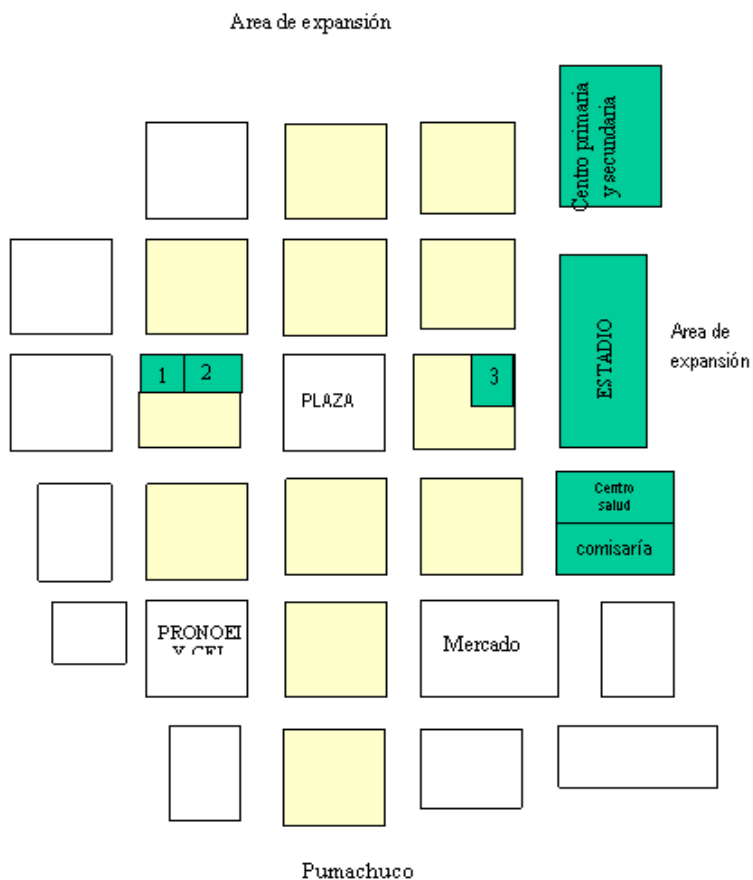 Area de expansión
Centro primaria
y secundaria
ESTADIO
Area de
expansión
1
2
PLAZA
3
Centro
salud
comisaría
PRONOEI
Y CEI
Mercado
Pumachuco